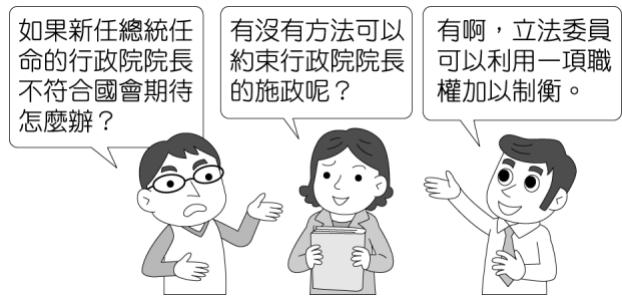 如果新任總統任
命的行政院院長
不符合國會期待
怎麼辦？
有沒有方法可以
約束行政院院長
的施政呢？
有啊，立法委員
可以利用一項職
權加以制衡。